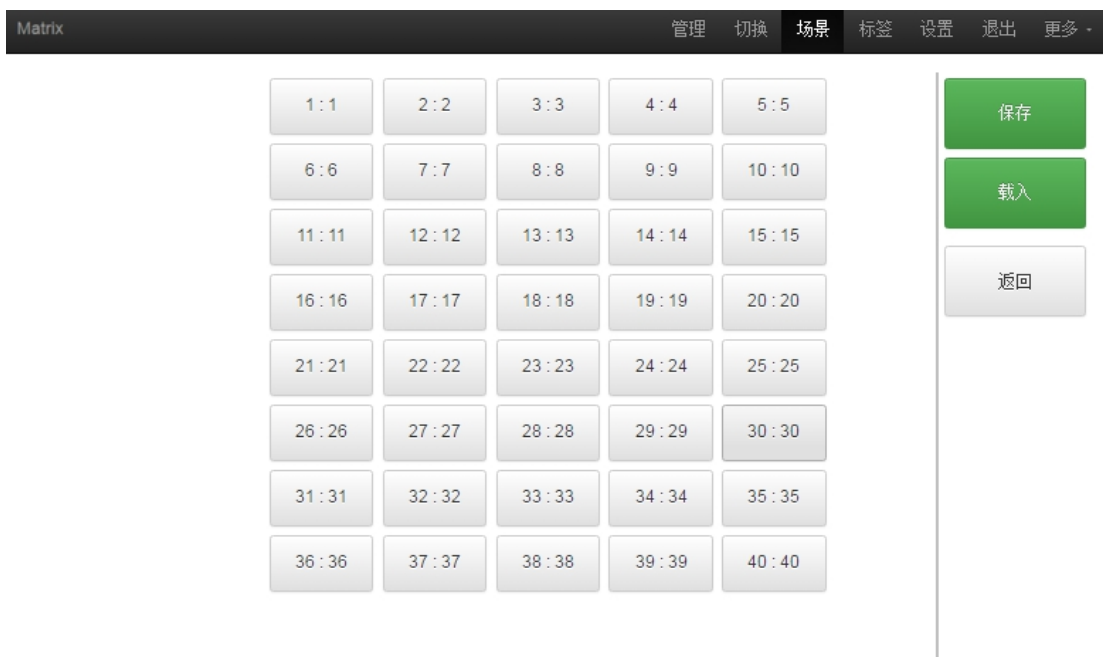 Matrix 管理 切换 场景 标签 设置 退出 更多
1 : 1 2 : 2 3 : 3 4 : 4 5 : 5 保存
6 : 6 7 : 7 8 : 8 9 : 9 10 : 10 载入
11 : 11 12 : 12 13 : 13 14 : 14 15 : 15
16 : 16 17 : 17 18 : 18 19 : 19 20 : 20 返回
21 : 21 22 : 22 23 : 23 24 : 24 25 : 25
26 : 26 27 : 27 28 : 28 29 : 29 30 : 30
31 : 31 32 : 32 33 : 33 34 : 34 35 : 35
36 : 36 37 : 37 38 : 38 39 : 39 40 : 40